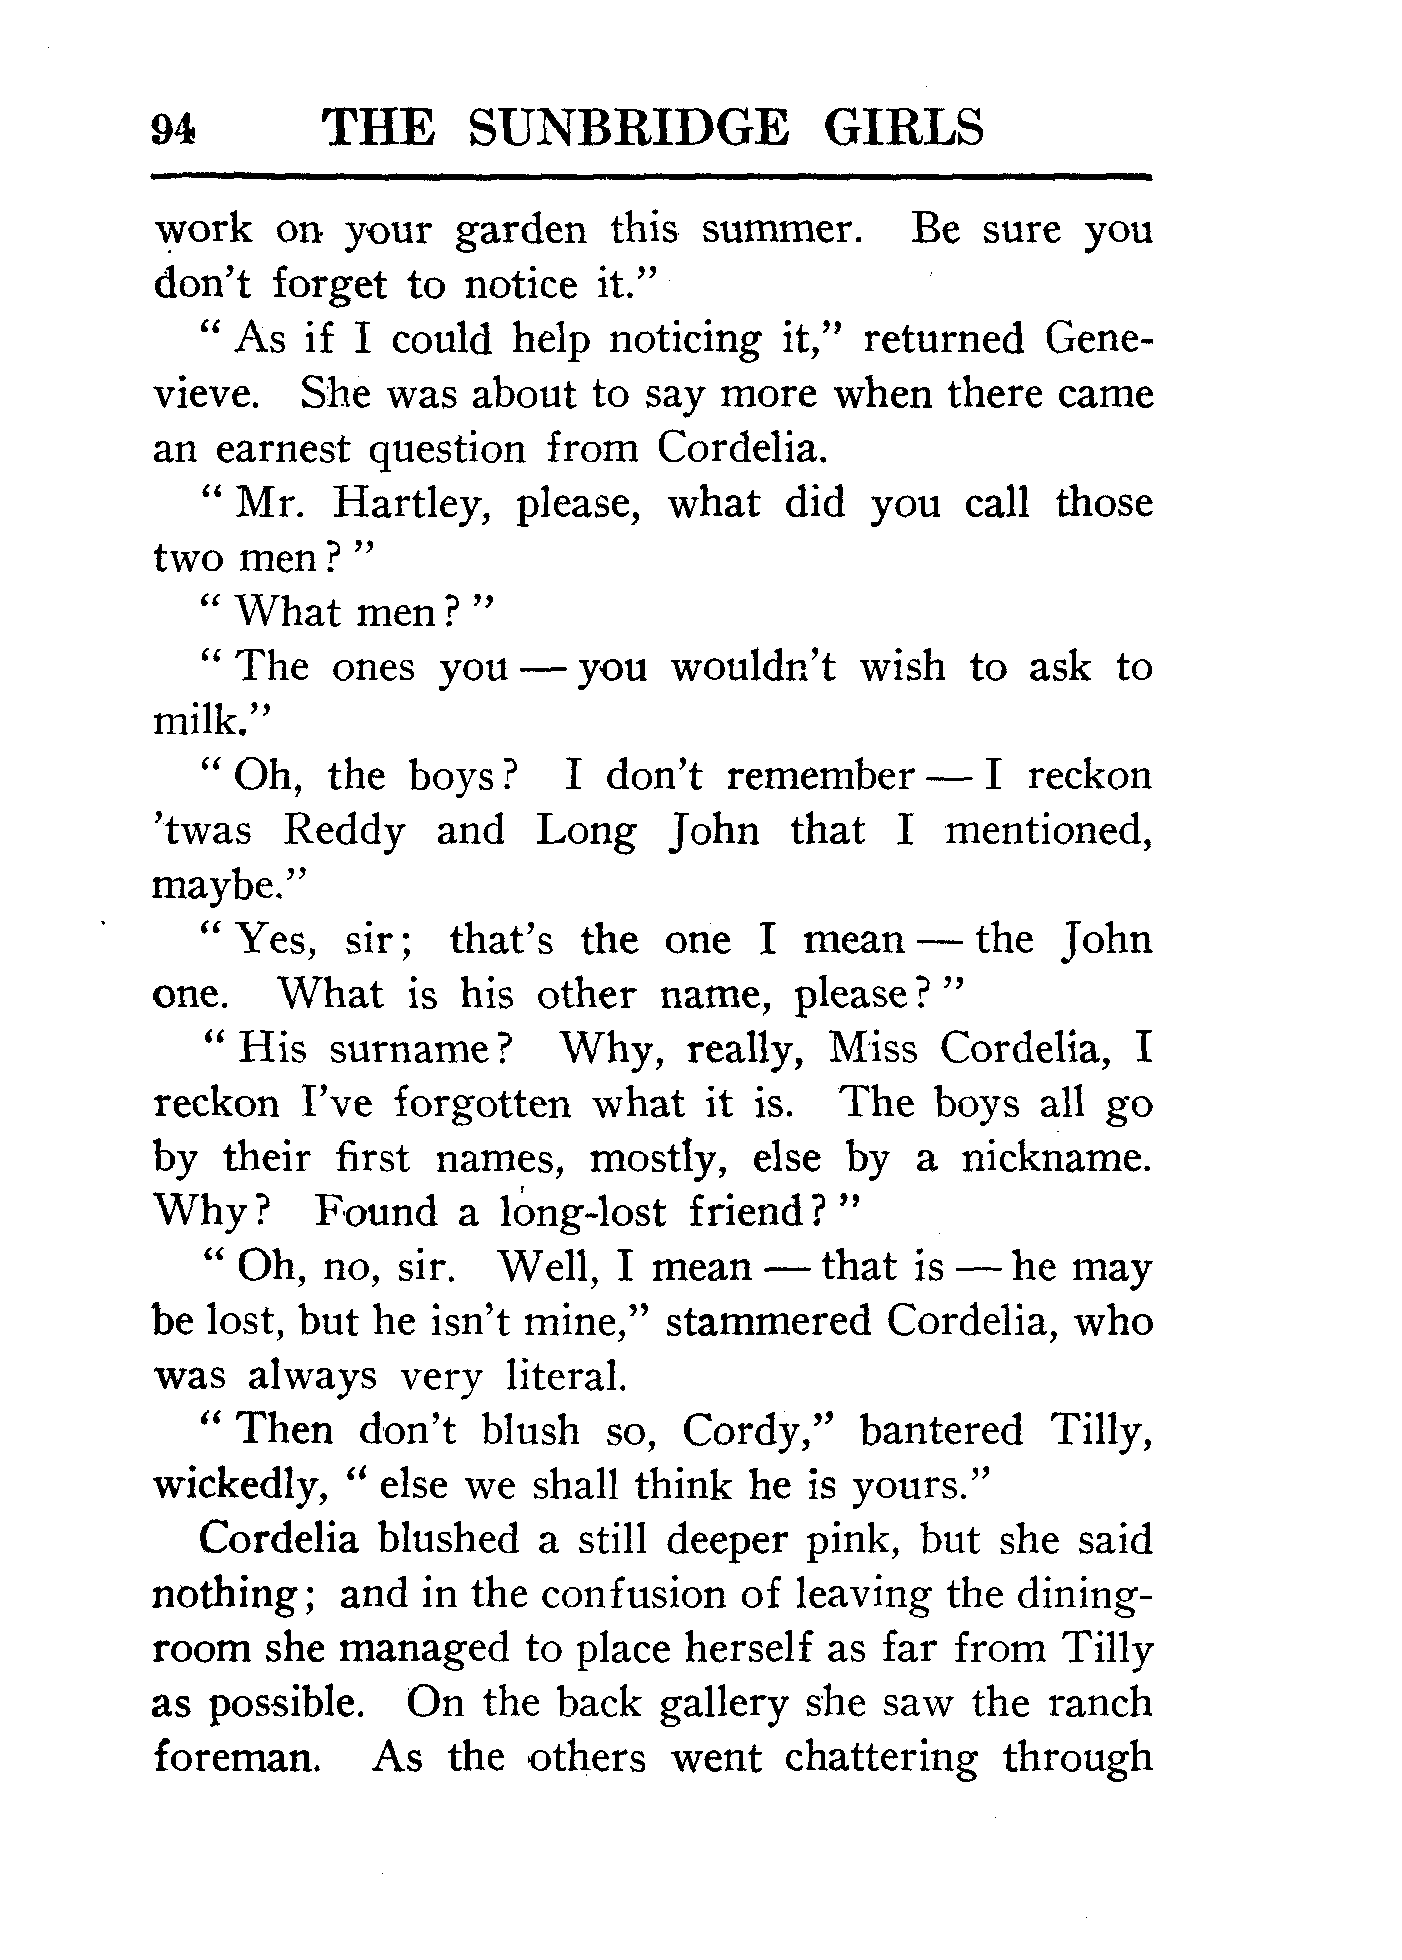 94 THE SUNBRIDGE GIRLS
work on your garden this summer. Be sure you
don't forget to notice it."
" As if I could help noticing it," returned Gene-
vieve. She was about to say more when there came
an earnest question from Cordelia.
" Mr. Hartley, please, what did you call those
two men? "
" What men? "
" The ones you — you wouldn't wish to ask to
milk."
" Oh, the boys? I don't remember — I reckon
'twas Reddy and Long John that I mentioned,
maybe."
" Yes, sir; that's the one I mean — the John
one. What is his other name, please? "
" His surname? Why, really, Miss Cordelia, I
reckon I've forgotten what it is. The boys all go
by their first names, mostly, else by a nickname.
Why? Found a long-lost friend? "
" Oh, no, sir. Well, I mean — that is — he may
be lost, but he isn't mine," stammered Cordelia, who
was always very literal.
" Then don't blush so, Cordy," bantered Tilly,
wickedly, " else we shall think he is yours."
Cordelia blushed a still deeper pink, but she said
nothing; and in the confusion of leaving the dining-
room she managed to place herself as far from Tilly
as possible. On the back gallery she saw the ranch
foreman. As the others went chattering through